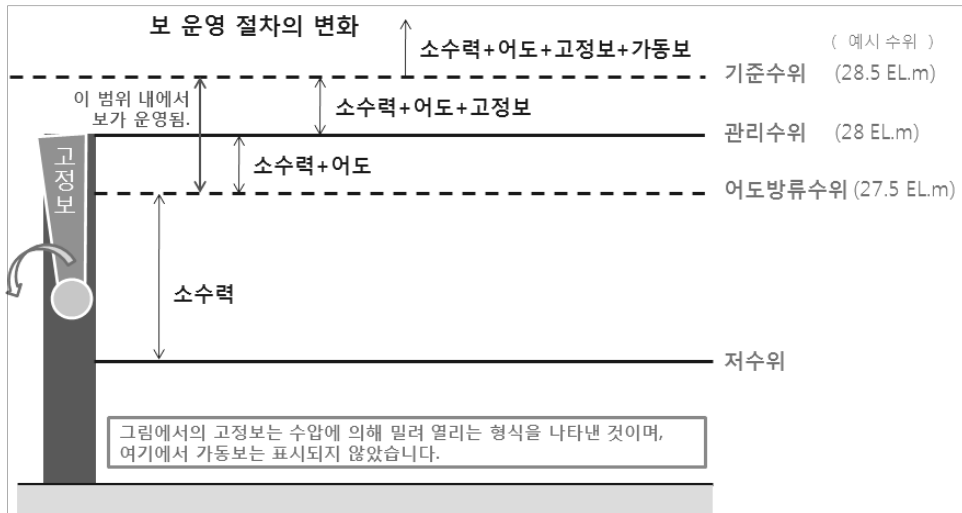 보 운영 절차의 변화
소수력+어도+고정보+가동보
( 예시 수위 )
기준수위 (28.5 EL.m)
이 범위 내에서
보가 운영됨.
소수력+어도+고정보
관리수위 (28 EL.m)
고정보
소수력+어도
어도방류수위 (27.5 EL.m)
소수력
저수위
그림에서의 고정보는 수압에 의해 밀려 열리는 형식을 나타낸 것이며,
여기에서 가동보는 표시되지 않았습니다.